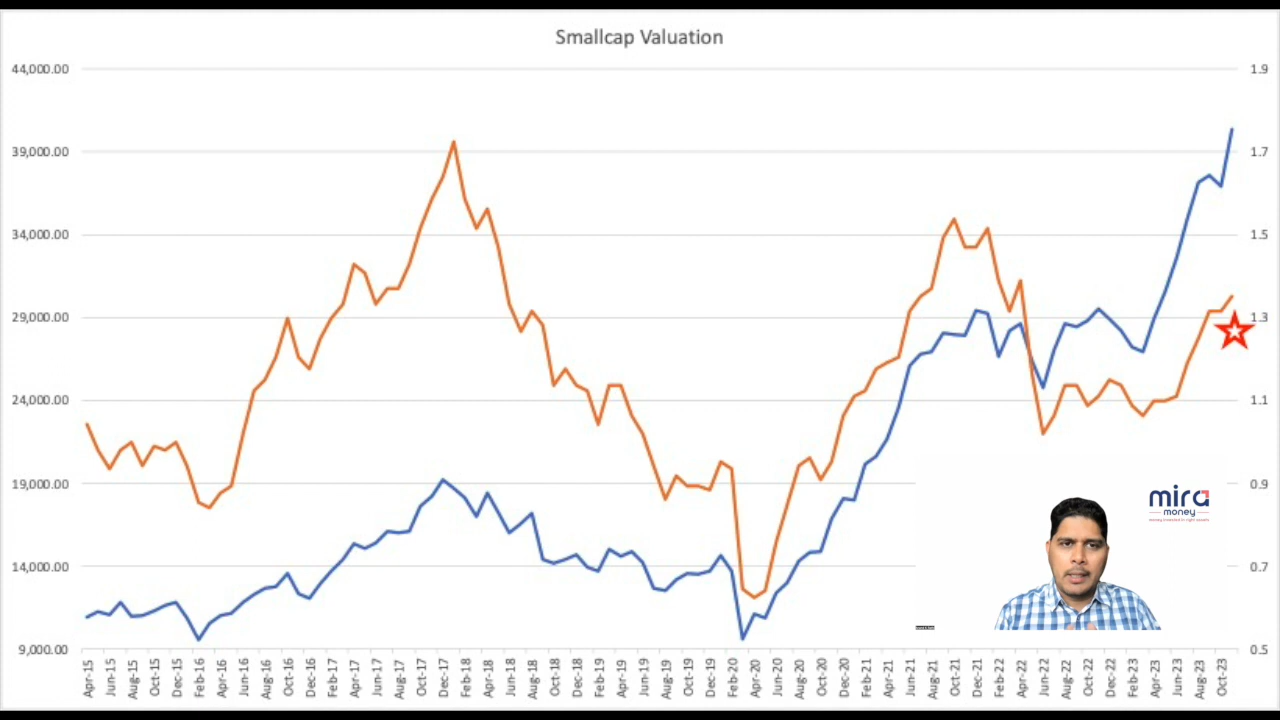 Smallcap Valuation
44,000.00
39,000.00
34,000.00
29,000.00
24,000.00
19,000.00
14,000.00
9,000.00
1.9
1.7
1.5
1.3
1.1
0.9
0.7
0.5
Apr-15
Jun-15
Aug-15
Oct-15
Dec-15
Feb-16
Apr-16
Jun-16
Aug-16
Oct-16
Dec-16
Feb-17
Apr-17
Jun-17
Aug-17
Oct-17
Dec-17
Feb-18
Apr-18
Jun-18
Aug-18
Oct-18
Dec-18
Feb-19
Apr-19
Jun-19
Aug-19
Oct-19
Dec-19
Feb-20
Apr-20
Jun-20
Aug-20
Oct-20
Dec-20
Feb-21
Apr-21
Jun-21
Aug-21
Oct-21
Dec-21
Feb-22
Apr-22
Jun-22
Aug-22
Oct-22
Dec-22
Feb-23
Apr-23
Jun-23
Aug-23
Oct-23
mira
money
money invested in right assets